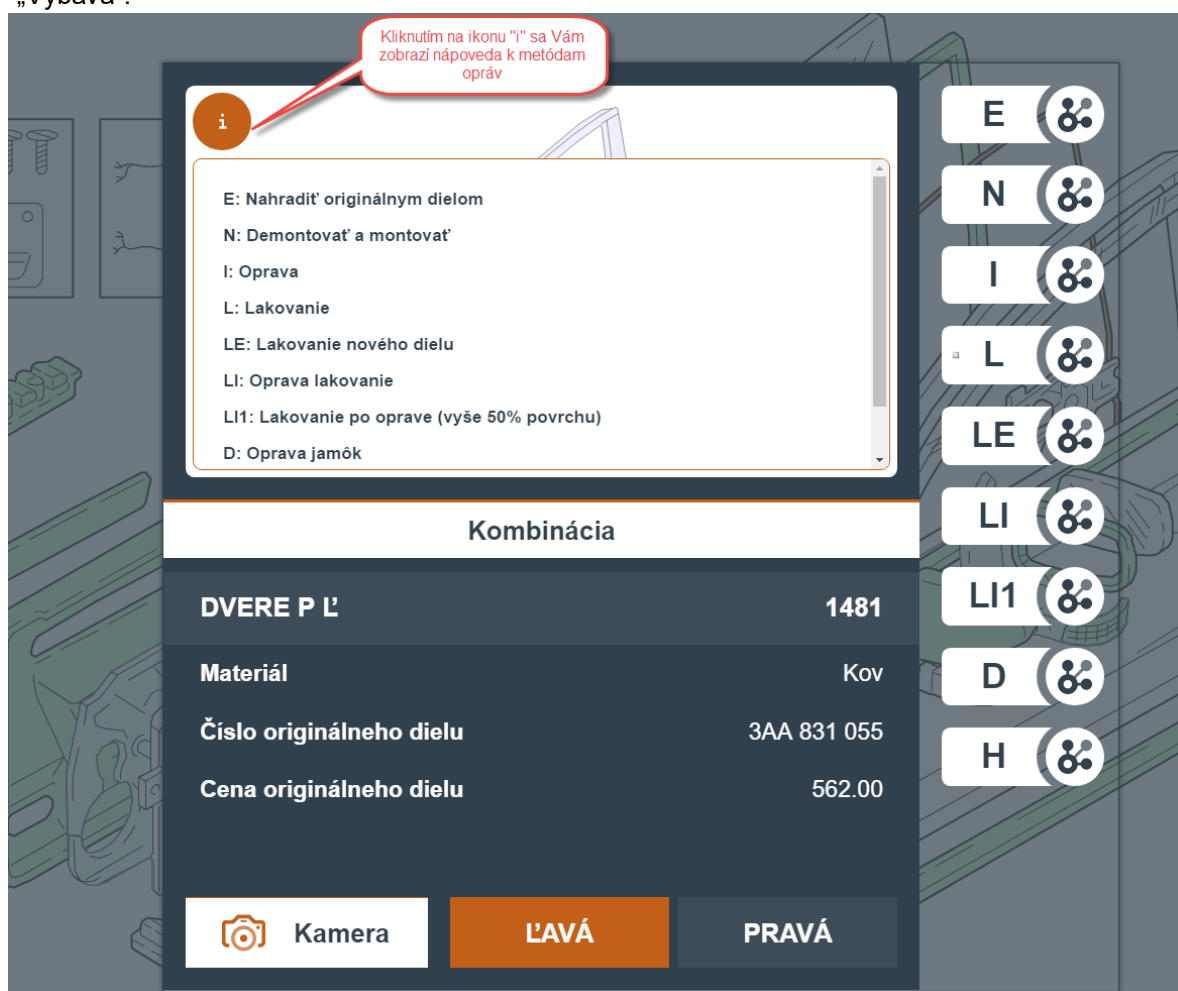 „Výbava“.
Kliknutím na ikonu "i" sa Vám
zobrazí nápoveda k metódam
opráv
i
E: Nahradiť originálnym dielom
N: Demontovať a montovať
I: Oprava
L: Lakovanie
LE: Lakovanie nového dielu
LI: Oprava lakovanie
LI1: Lakovanie po oprave (vyše 50% povrchu)
D: Oprava jamôk
Kombinácia
DVERE P Ľ 1481
Materiál Kov
Číslo originálneho dielu 3AA 831 055
Cena originálneho dielu 562.00
Kamera ĽAVÁ PRAVÁ
E
N
I
L
LE
LI
LI1
D
H